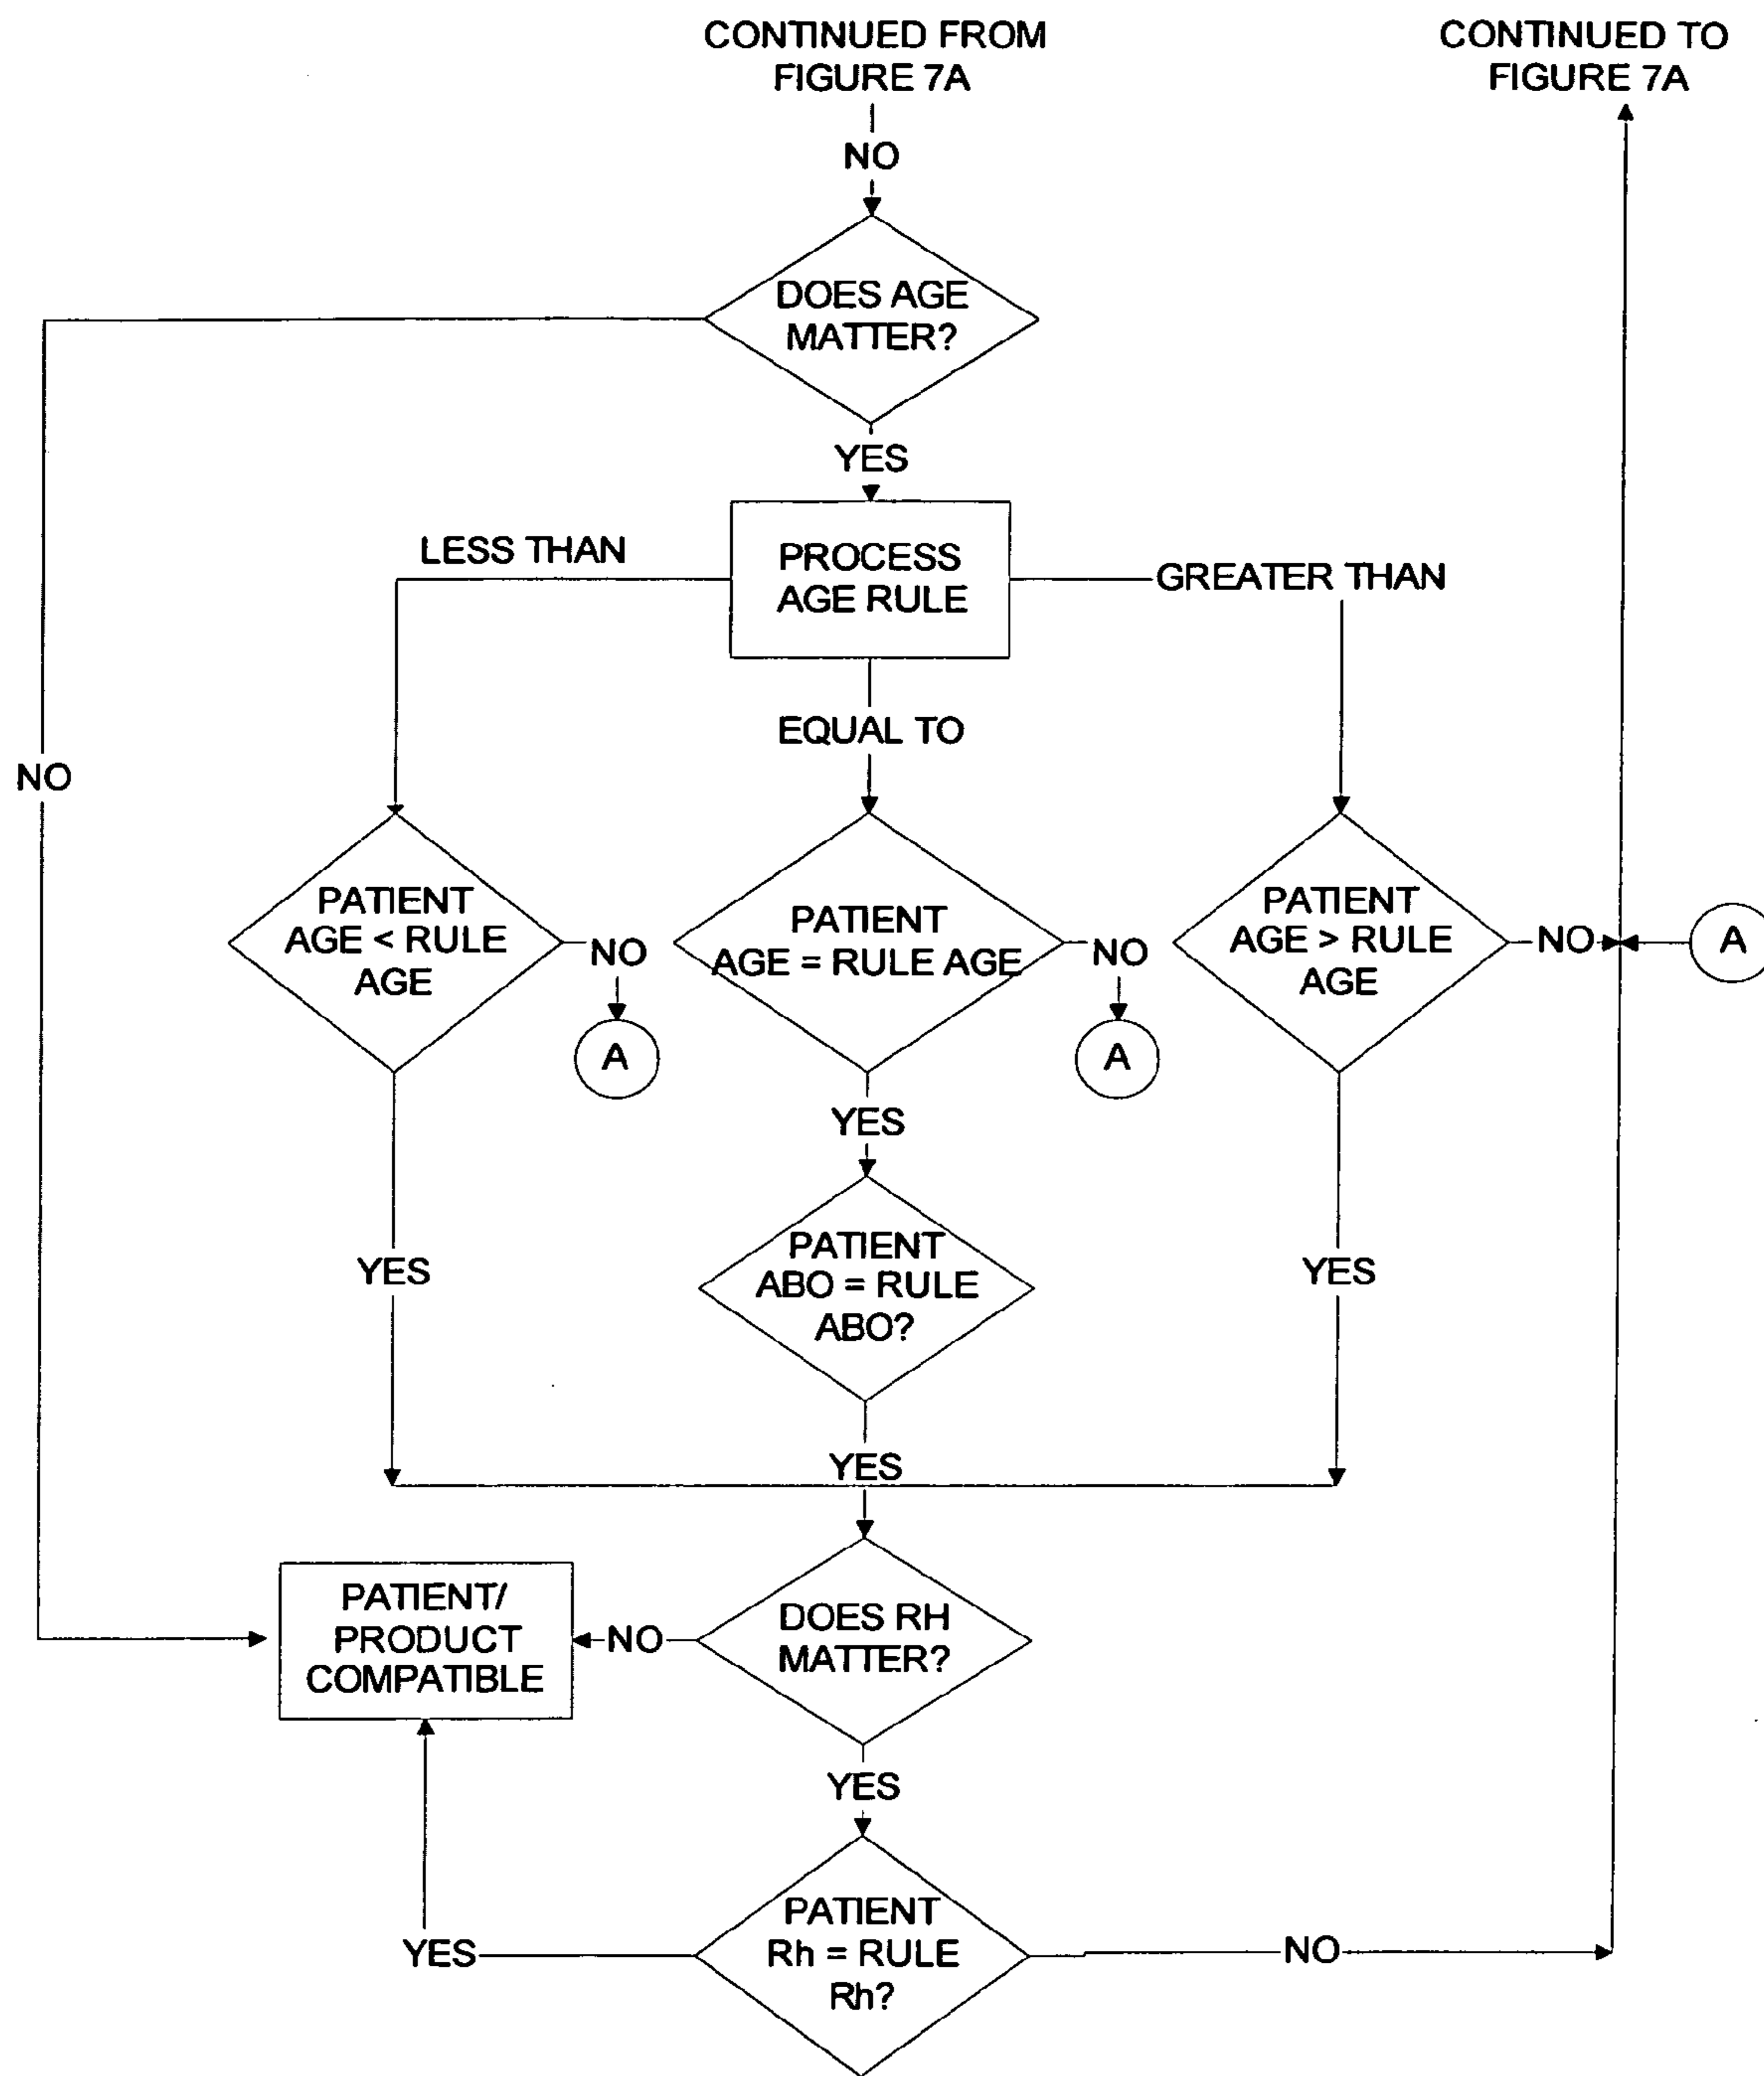 CONTINUED FROM
FIGURE 7A
CONTINUED TO
FIGURE 7A
NO
DOES AGE
MATTER?
YES
LESS THAN
PROCESS
AGE RULE
GREATER THAN
EQUAL TO
NO
PATIENT
AGE < RULE
AGE
NO
A
PATIENT
AGE = RULE AGE
NO
A
PATIENT
AGE > RULE
AGE
NO
A
YES
PATIENT
ABO = RULE
ABO?
YES
YES
YES
PATIENT/
PRODUCT
COMPATIBLE
NO
DOES RH
MATTER?
YES
PATIENT
Rh = RULE
Rh?
YES
NO